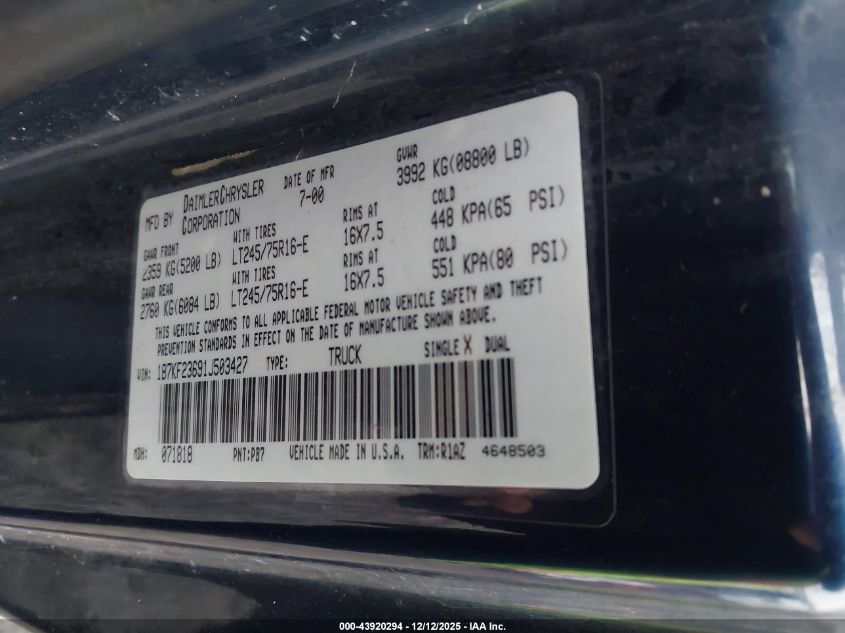 MFD BY DAIMLERCHRYSLER CORPORATION DATE OF MFR 7-00 GVWR 3992 KG(08800 LB)
GAWR FRONT WITH TIRES RIMS AT COLD
2359 KG(5200 LB) LT245/75R16-E 16X7.5 448 KPA(65 PSI)
GAWR REAR WITH TIRES RIMS AT COLD
2760 KG(6084 LB) LT245/75R16-E 16X7.5 551 KPA(80 PSI)
THIS VEHICLE CONFORMS TO ALL APPLICABLE FEDERAL MOTOR VEHICLE SAFETY AND THEFT
PREVENTION STANDARDS IN EFFECT ON THE DATE OF MANUFACTURE SHOWN ABOVE.
VIN: 1B7KF23691J503427 TYPE: TRUCK SINGLE X DUAL
MDH: 071818 PNT:PB7 VEHICLE MADE IN U.S.A. TRM:R1AZ 4648503
000-43920294 - 12/12/2025 - IAA Inc.